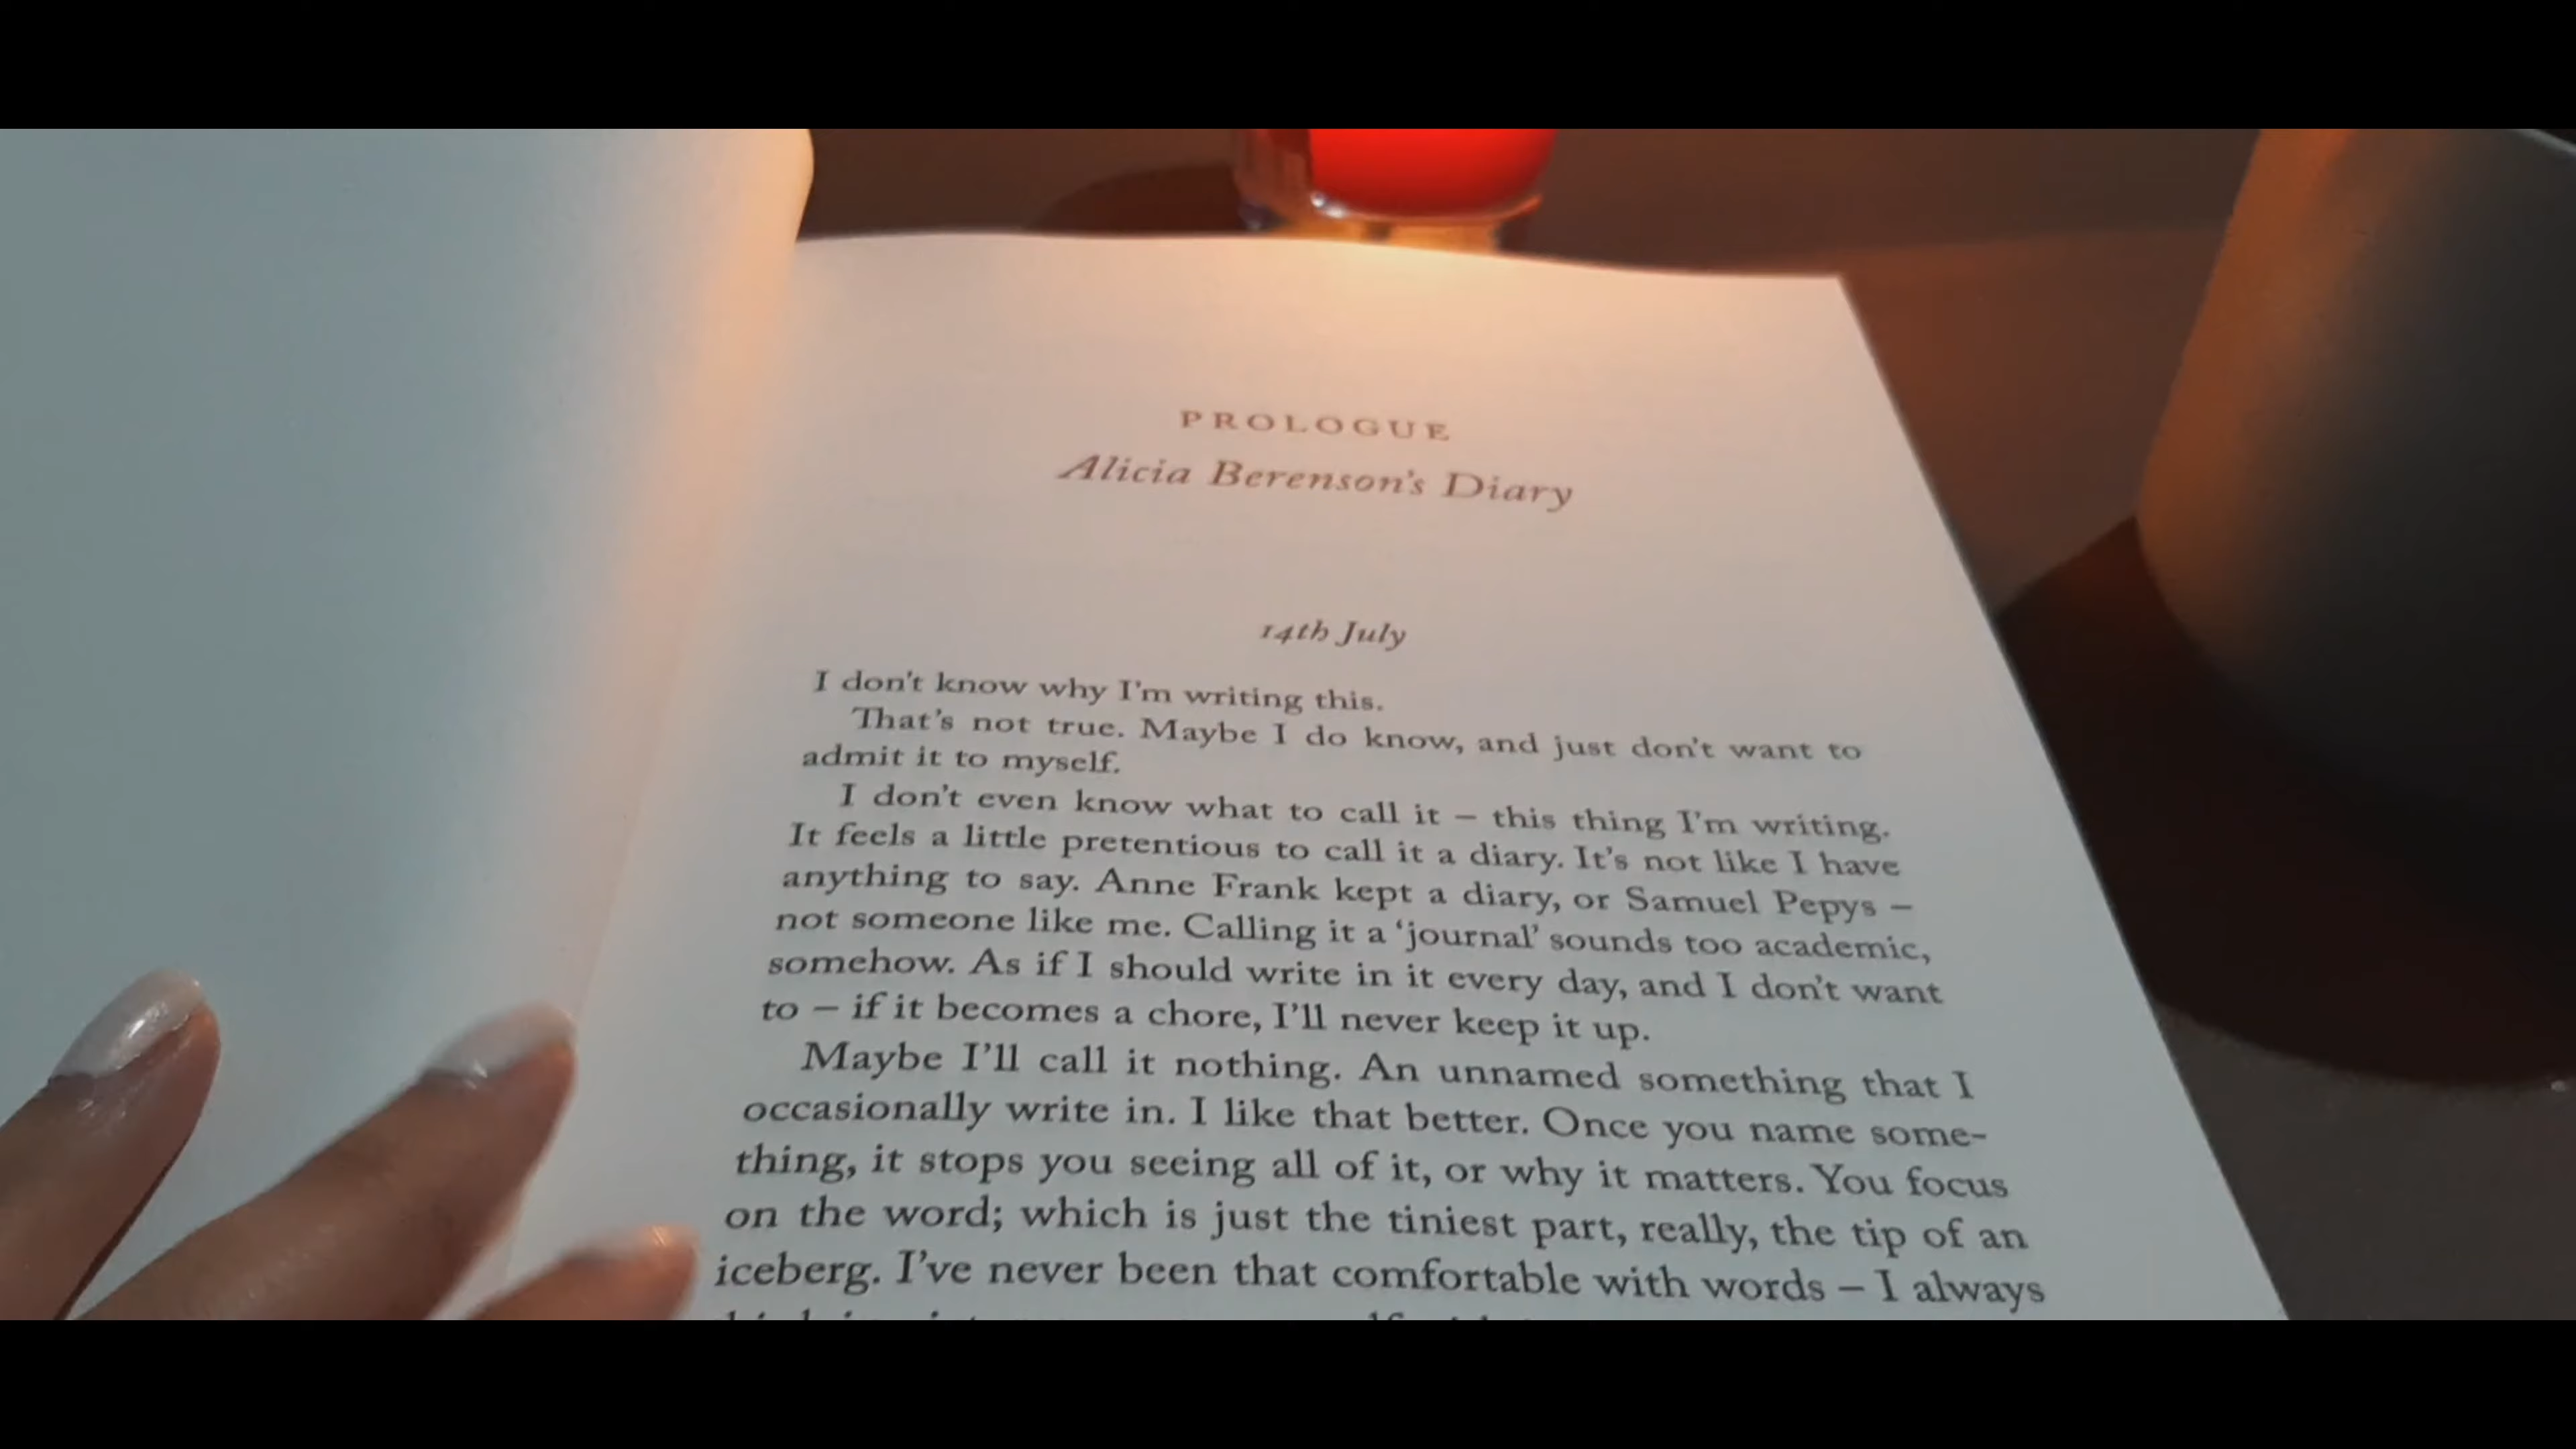 PROLOGUE
Alicia Berenson's Diary
14th July
I don't know why I'm writing this.
That's not true. Maybe I do know, and just don't want to
admit it to myself.
I don't even know what to call it – this thing I'm writing.
It feels a little pretentious to call it a diary. It's not like I have
anything to say. Anne Frank kept a diary, or Samuel Pepys –
not someone like me. Calling it a ‘journal’ sounds too academic,
somehow. As if I should write in it every day, and I don't want
to – if it becomes a chore, I'll never keep it up.
Maybe I'll call it nothing. An unnamed something that I
occasionally write in. I like that better. Once you name some-
thing, it stops you seeing all of it, or why it matters. You focus
on the word; which is just the tiniest part, really, the tip of an
iceberg. I've never been that comfortable with words – I always